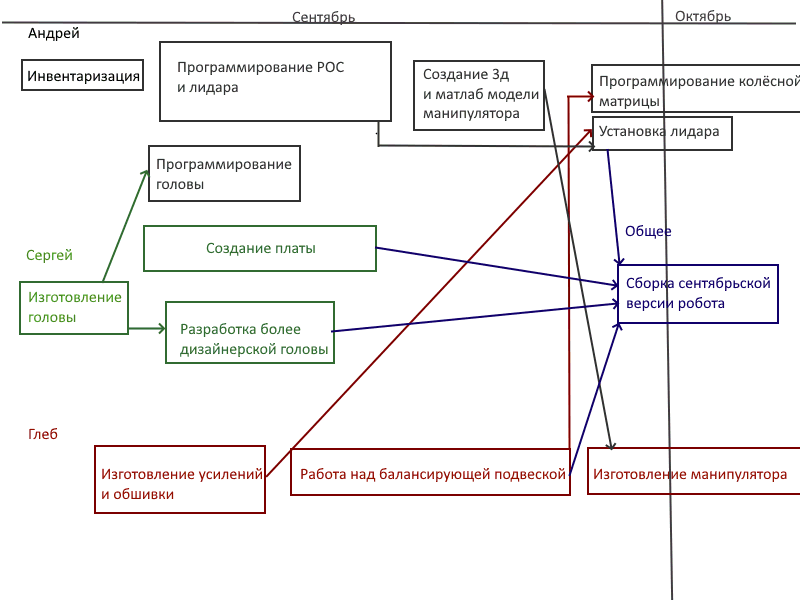 Сентябрь
Октябрь
Андрей
Инвентаризация
Программирование РОС
и лидара
Создание 3д
и матлаб модели
манипулятора
Программирование колёсной
матрицы
Установка лидара
Программирование
головы
Сергей
Создание платы
Общее
Изготовление
головы
Сборка сентябрьской
версии робота
Разработка более
дизайнерской головы
Глеб
Изготовление усилений
и обшивки
Работа над балансирующей подвеской
Изготовление манипулятора